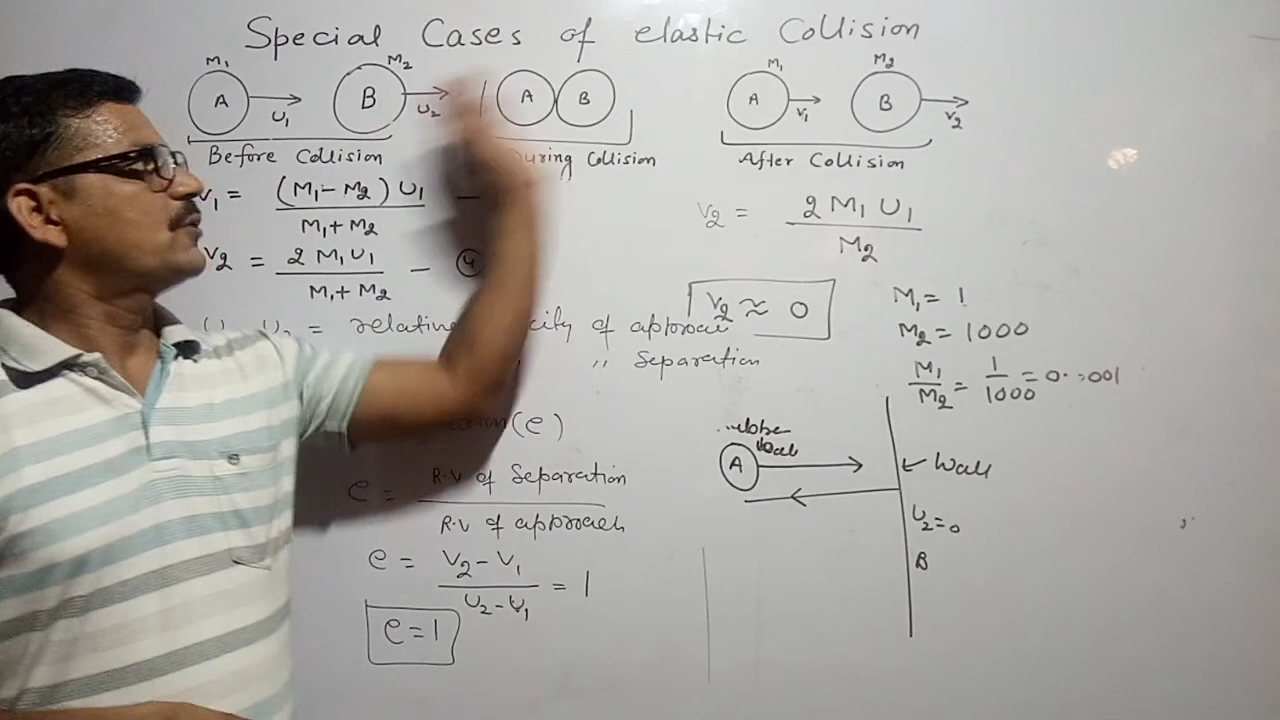 Special Cases of elastic Collision
M₁ M₂ M₁ M₂
A B A B A B
U₁ U₂ V₁ V₂
Before Collision During Collision After Collision
V₁ = (M₁ - M₂) U₁ / M₁ + M₂ —
V₂ = 2 M₁ U₁ / M₁ + M₂ — ④
= relative of approac
〃 Separation
(e)
e = R.V of Separation / R.V of approach
e = V₂ - V₁ / U₂ - U₁ = 1
e = 1
V₂ = 2 M₁ U₁ / M₂
V₂ ≈ 0
M₁ = 1
M₂ = 1000
M₁ / M₂ = 1 / 1000 = 0.001
A
Wall
U₂ = 0
B